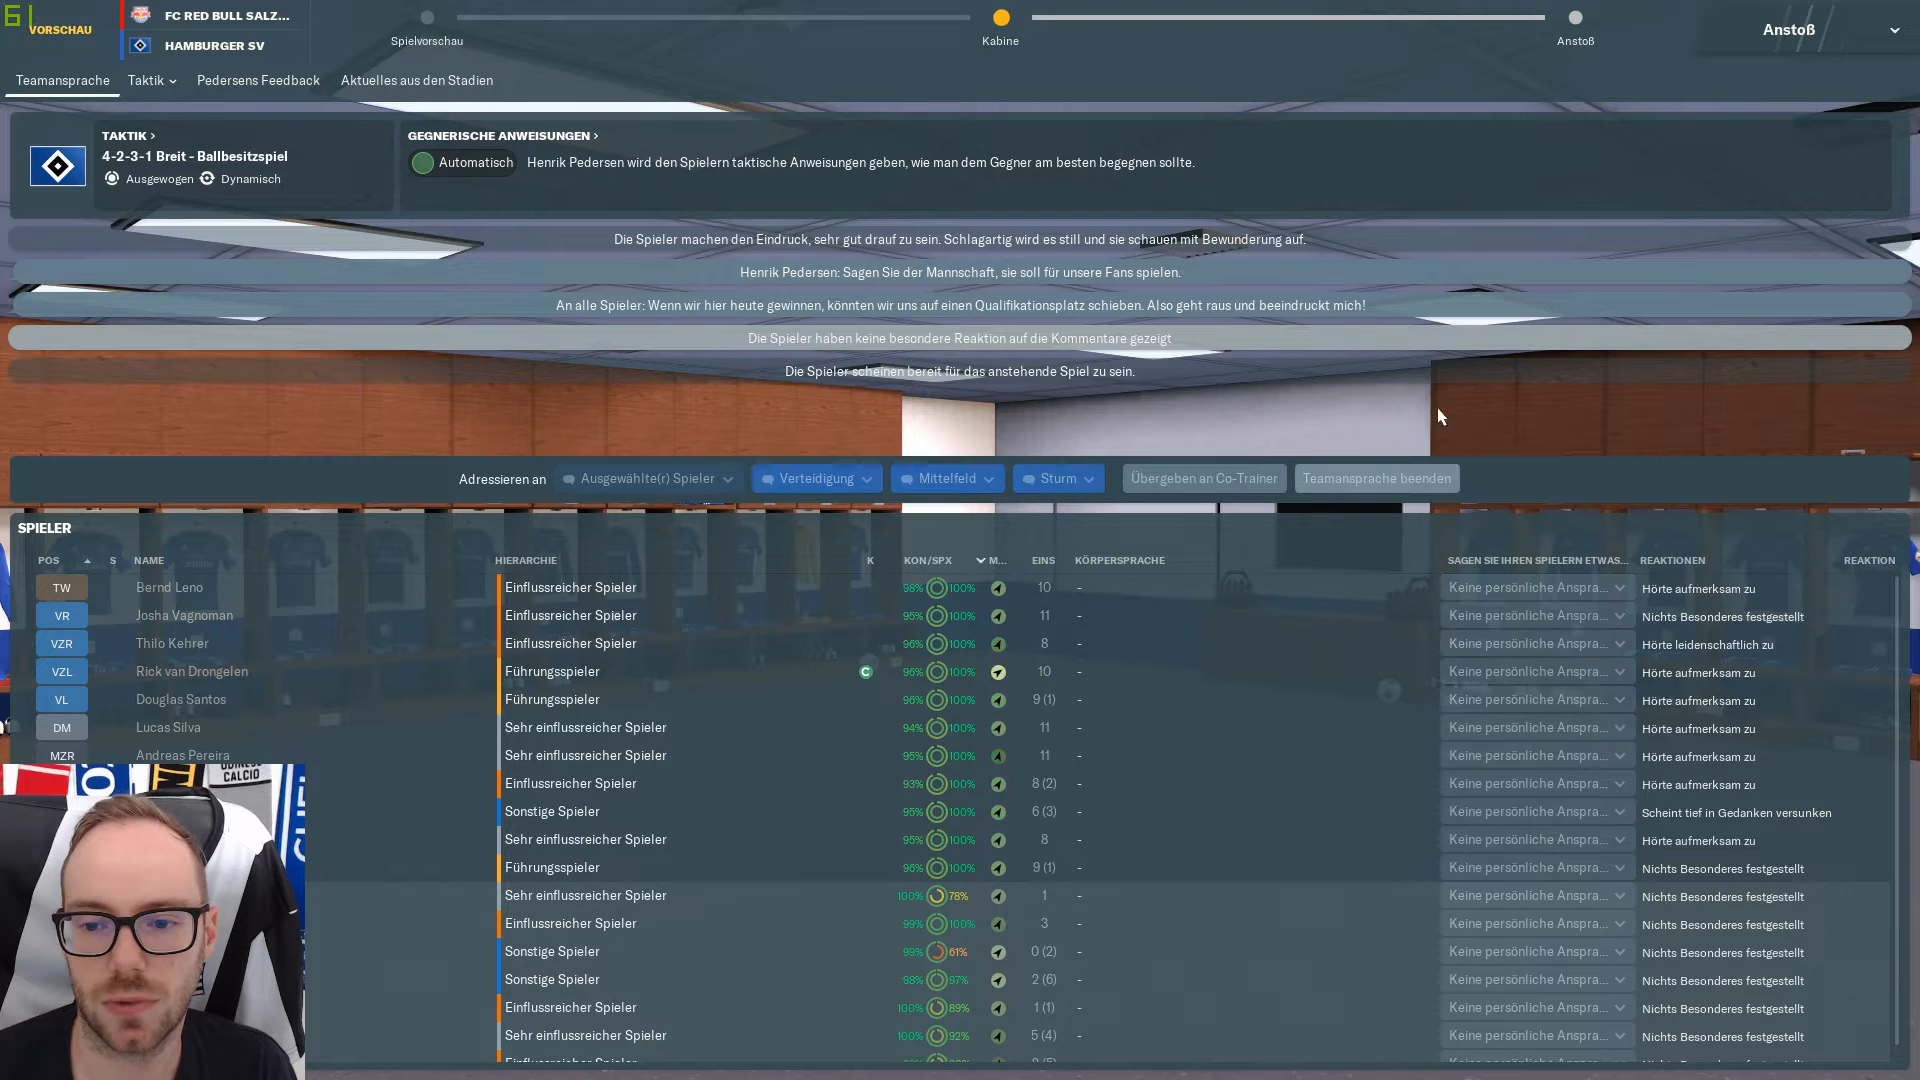 61
VORSCHAU
FC RED BULL SALZ...
HAMBURGER SV
Spielvorschau
Kabine
Anstoß
Anstoß
Teamansprache
Taktik
Pedersens Feedback
Aktuelles aus den Stadien
TAKTIK >
4-2-3-1 Breit - Ballbesitzspiel
Ausgewogen
Dynamisch
GEGNERISCHE ANWEISUNGEN >
Automatisch
Henrik Pedersen wird den Spielern taktische Anweisungen geben, wie man dem Gegner am besten begegnen sollte.
Die Spieler machen den Eindruck, sehr gut drauf zu sein. Schlagartig wird es still und sie schauen mit Bewunderung auf.
Henrik Pedersen: Sagen Sie der Mannschaft, sie soll für unsere Fans spielen.
An alle Spieler: Wenn wir hier heute gewinnen, könnten wir uns auf einen Qualifikationsplatz schieben. Also geht raus und beeindruckt mich!
Die Spieler haben keine besondere Reaktion auf die Kommentare gezeigt
Die Spieler scheinen bereit für das anstehende Spiel zu sein.
Adressieren an
Ausgewählte(r) Spieler
Verteidigung
Mittelfeld
Sturm
Übergeben an Co-Trainer
Teamansprache beenden
SPIELER
POS S NAME HIERARCHIE K KON/SPX M... EINS KÖRPERSPRACHE SAGEN SIE IHREN SPIELERN ETWAS... REAKTIONEN REAKTION
TW Bernd Leno Einflussreicher Spieler 98% 100% 10 - Keine persönliche Anspra... Hörte aufmerksam zu
VR Josha Vagnoman Einflussreicher Spieler 95% 100% 11 - Keine persönliche Anspra... Nichts Besonderes festgestellt
VZR Thilo Kehrer Einflussreicher Spieler 96% 100% 8 - Keine persönliche Anspra... Hörte leidenschaftlich zu
VZL Rick van Drongelen Führungsspieler C 96% 100% 10 - Keine persönliche Anspra... Hörte aufmerksam zu
VL Douglas Santos Führungsspieler 96% 100% 9 (1) - Keine persönliche Anspra... Hörte aufmerksam zu
DM Lucas Silva Sehr einflussreicher Spieler 94% 100% 11 - Keine persönliche Anspra... Hörte aufmerksam zu
MZR Andreas Pereira Sehr einflussreicher Spieler 95% 100% 11 - Keine persönliche Anspra... Hörte aufmerksam zu
Einflussreicher Spieler 93% 100% 8 (2) - Keine persönliche Anspra... Hörte aufmerksam zu
Sonstige Spieler 95% 100% 6 (3) - Keine persönliche Anspra... Scheint tief in Gedanken versunken
Sehr einflussreicher Spieler 95% 100% 8 - Keine persönliche Anspra... Hörte aufmerksam zu
Führungsspieler 96% 100% 9 (1) - Keine persönliche Anspra... Nichts Besonderes festgestellt
Sehr einflussreicher Spieler 100% 78% 1 - Keine persönliche Anspra... Nichts Besonderes festgestellt
Einflussreicher Spieler 99% 100% 3 - Keine persönliche Anspra... Nichts Besonderes festgestellt
Sonstige Spieler 99% 61% 0 (2) - Keine persönliche Anspra... Nichts Besonderes festgestellt
Sonstige Spieler 98% 97% 2 (6) - Keine persönliche Anspra... Nichts Besonderes festgestellt
Einflussreicher Spieler 100% 89% 1 (1) - Keine persönliche Anspra... Nichts Besonderes festgestellt
Sehr einflussreicher Spieler 100% 92% 5 (4) - Keine persönliche Anspra... Nichts Besonderes festgestellt
CALCIO